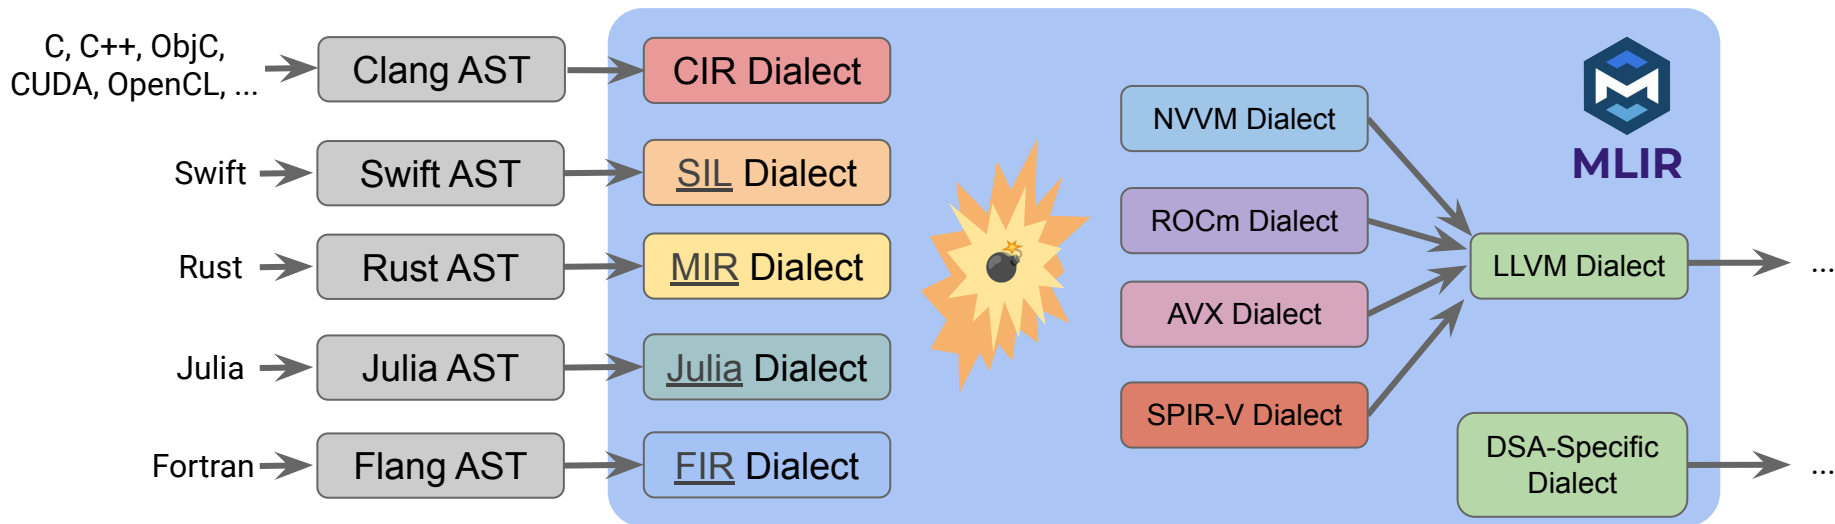 C, C++, ObjC,
CUDA, OpenCL, ...
Clang AST
CIR Dialect
Swift
Swift AST
SIL Dialect
Rust
Rust AST
MIR Dialect
Julia
Julia AST
Julia Dialect
Fortran
Flang AST
FIR Dialect
NVVM Dialect
ROCm Dialect
AVX Dialect
SPIR-V Dialect
MLIR
LLVM Dialect
...
DSA-Specific
Dialect
...